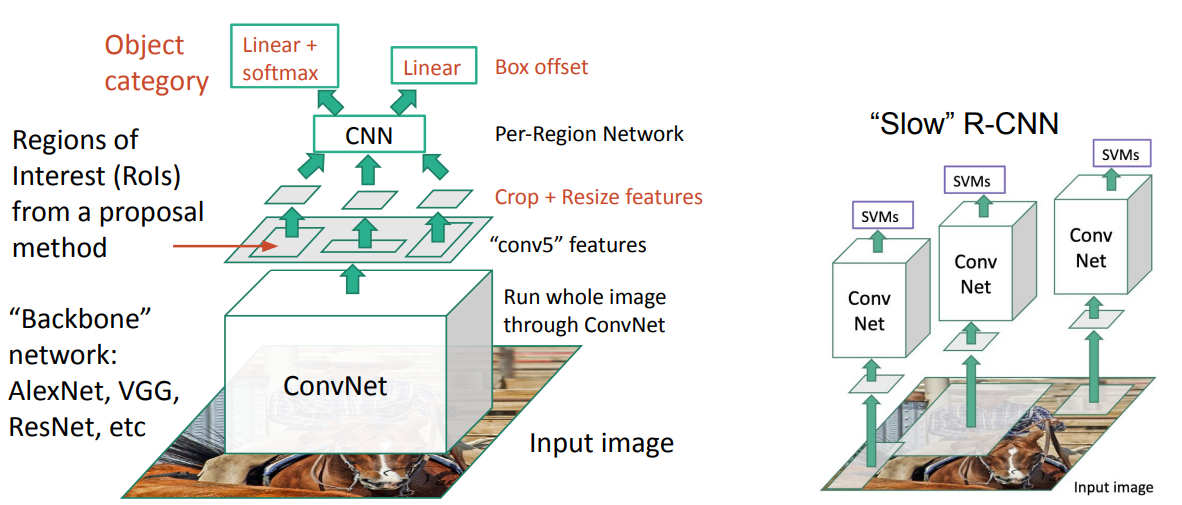 Object
category
Linear +
softmax
Linear
Box offset
CNN
Per-Region Network
Regions of
Interest (RoIs)
from a proposal
method
Crop + Resize features
“conv5” features
Run whole image
through ConvNet
“Backbone”
network:
AlexNet, VGG,
ResNet, etc
ConvNet
Input image
“Slow” R-CNN
SVMs
SVMs
SVMs
Conv
Net
Conv
Net
Conv
Net
Input image